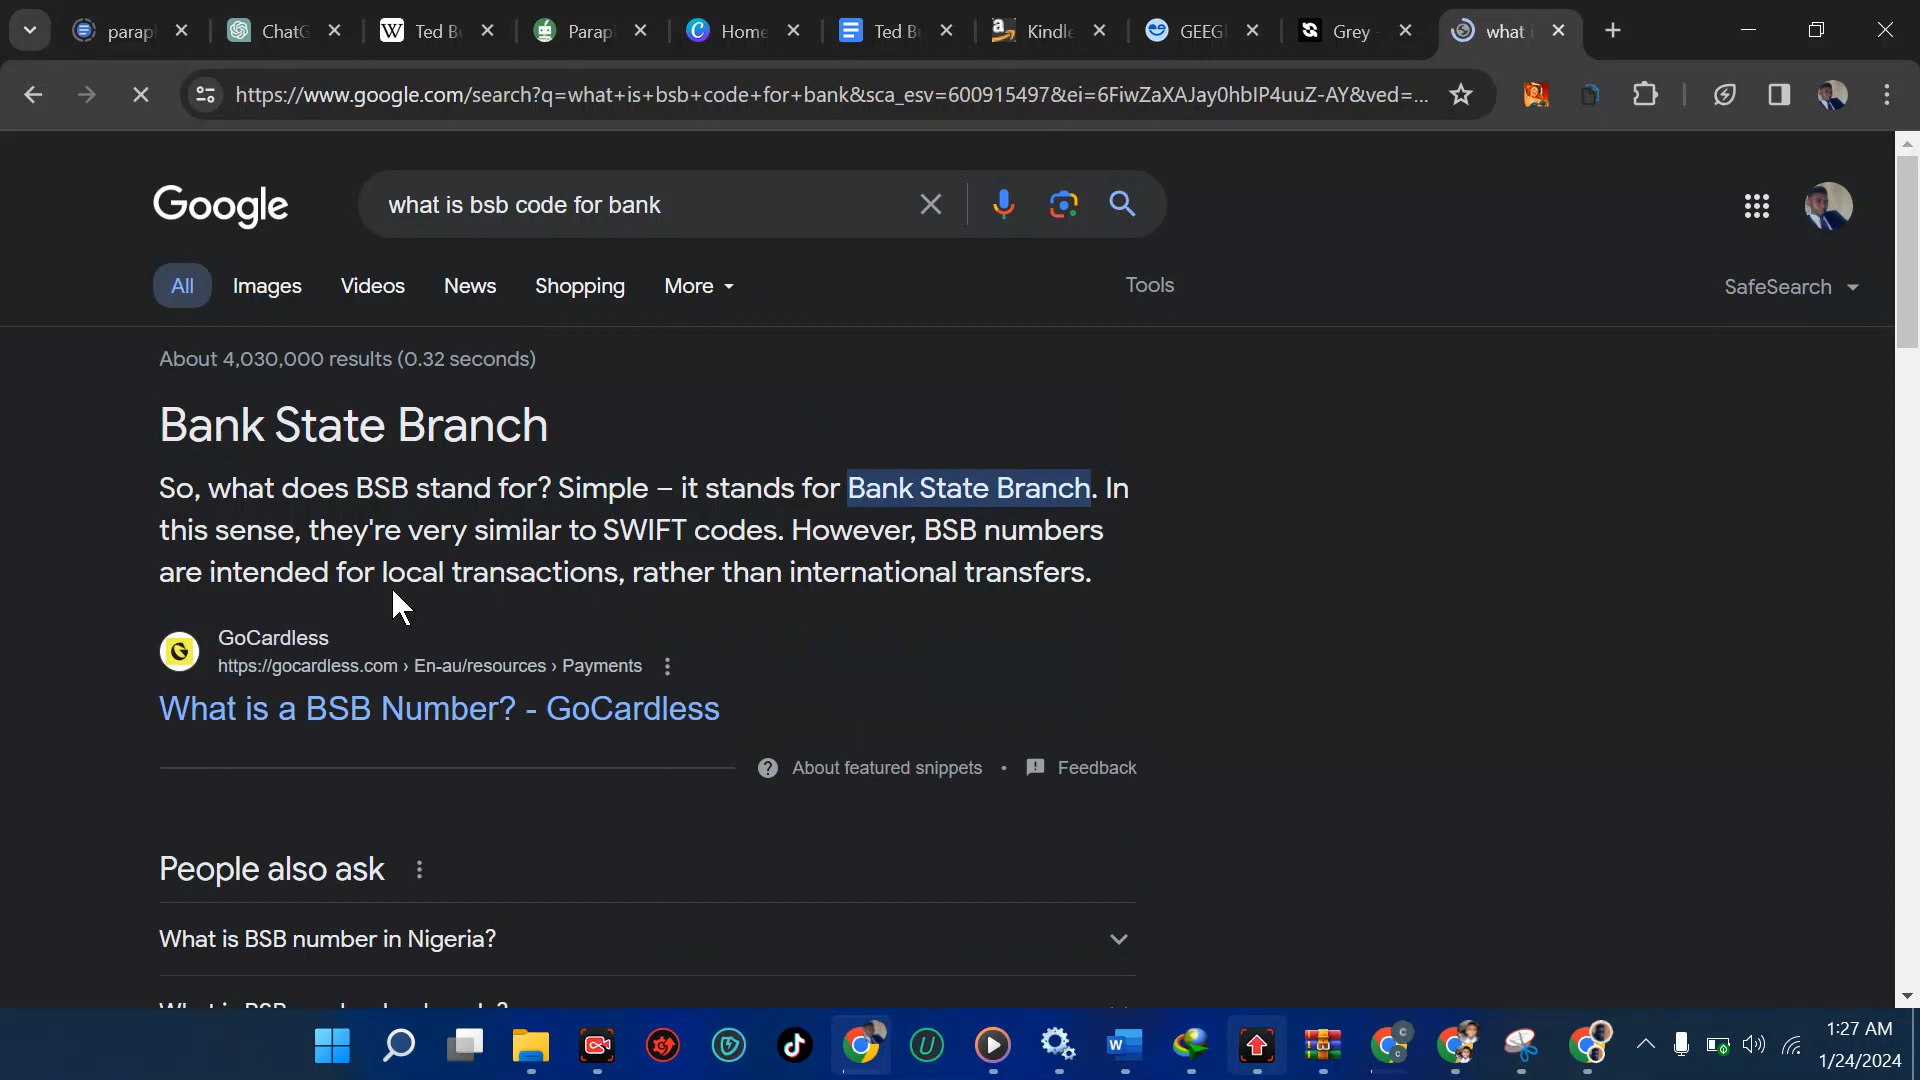 parap
ChatG
Ted B
Parap
Home
Ted B
Kindle
GEEG
Grey -
what i
https://www.google.com/search?q=what+is+bsb+code+for+bank&sca_esv=600915497&ei=6FiwZaXAJay0hbIP4uuZ-AY&ved=...
Google
what is bsb code for bank
All
Images
Videos
News
Shopping
More
Tools
SafeSearch
About 4,030,000 results (0.32 seconds)
Bank State Branch
So, what does BSB stand for? Simple – it stands for Bank State Branch. In
this sense, they're very similar to SWIFT codes. However, BSB numbers
are intended for local transactions, rather than international transfers.
GoCardless
https://gocardless.com › En-au/resources › Payments
What is a BSB Number? - GoCardless
About featured snippets
•
Feedback
People also ask
What is BSB number in Nigeria?
1:27 AM
1/24/2024